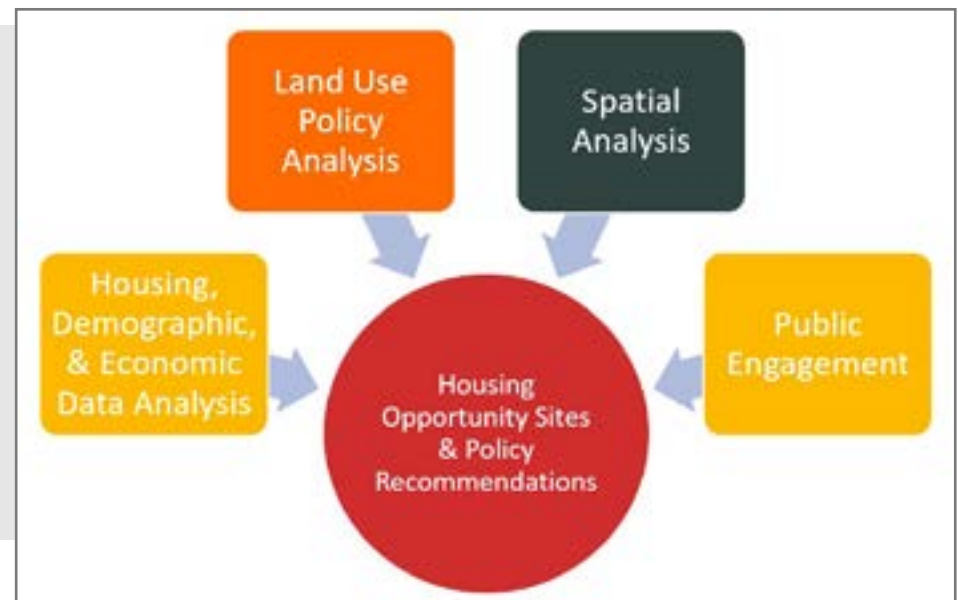 Land Use
Policy
Analysis
Spatial
Analysis
Housing,
Demographic,
& Economic
Data Analysis
Public
Engagement
Housing
Opportunity Sites
& Policy
Recommendations